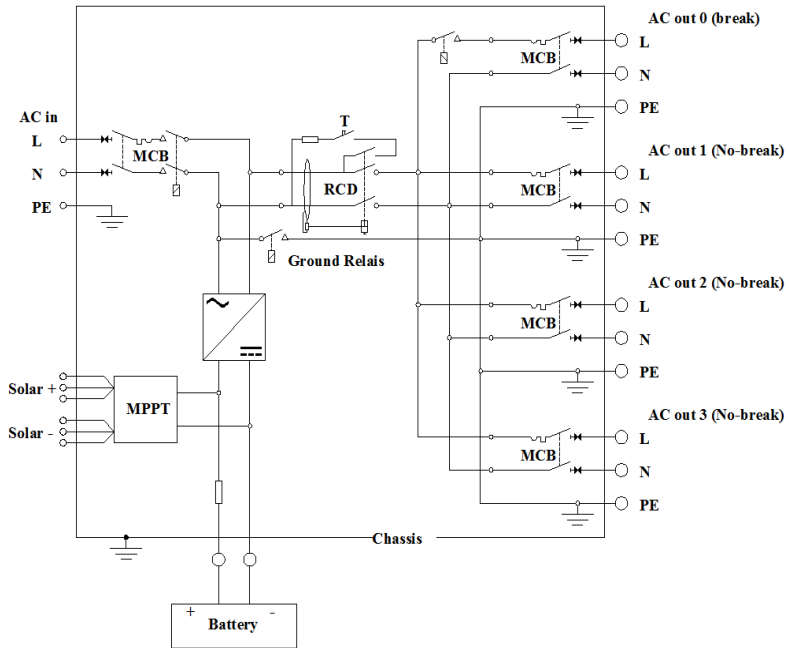 AC out 0 (break)
L
MCB
N
PE
AC in
L
MCB
N
PE
T
RCD
Ground Relais
AC out 1 (No-break)
L
MCB
N
PE
AC out 2 (No-break)
L
MCB
N
PE
Solar +
MPPT
Solar -
AC out 3 (No-break)
L
MCB
N
PE
Chassis
+ -
Battery